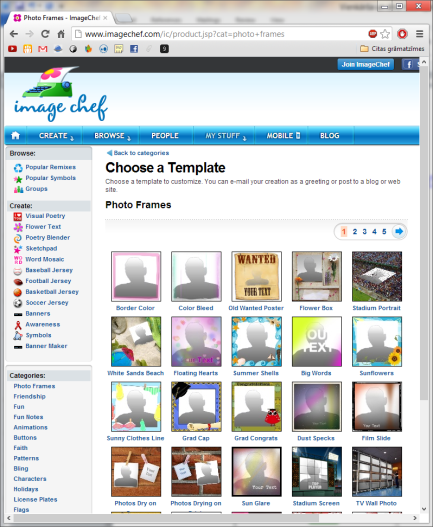 Photo Frames - ImageChef
www.imagechef.com/ic/product.jsp?cat=photo+frames
Citas grāmatzīmes
Join ImageChef
image chef
CREATE
BROWSE
PEOPLE
MY STUFF
MOBILE
BLOG
Browse:
Popular Remixes
Popular Symbols
Groups
Create:
Visual Poetry
Flower Text
Poetry Blender
Sketchpad
Word Mosaic
Baseball Jersey
Football Jersey
Basketball Jersey
Soccer Jersey
Banners
Awareness
Symbols
Banner Maker
Categories:
Photo Frames
Friendship
Fun
Fun Notes
Animations
Buttons
Faith
Patterns
Bling
Characters
Holidays
License Plates
Flags
Back to categories
Choose a Template
Choose a template to customize. You can e-mail your creation as a greeting or post to a blog or web
site.
Photo Frames
1 2 3 4 5
WANTED
YOUR TEXT
Border Color
Color Bleed
Old Wanted Poster
Flower Box
Stadium Portrait
YOU
TEXT
White Sands Beach
Floating Hearts
Summer Shells
Big Words
Sunflowers
Sunny Clothes Line
Grad Cap
Grad Congrats
Dust Specks
Film Slide
Your Text
Photos Dry on
Photos Drying on
Sun Glare
Stadium Screen
TV Wall Photo